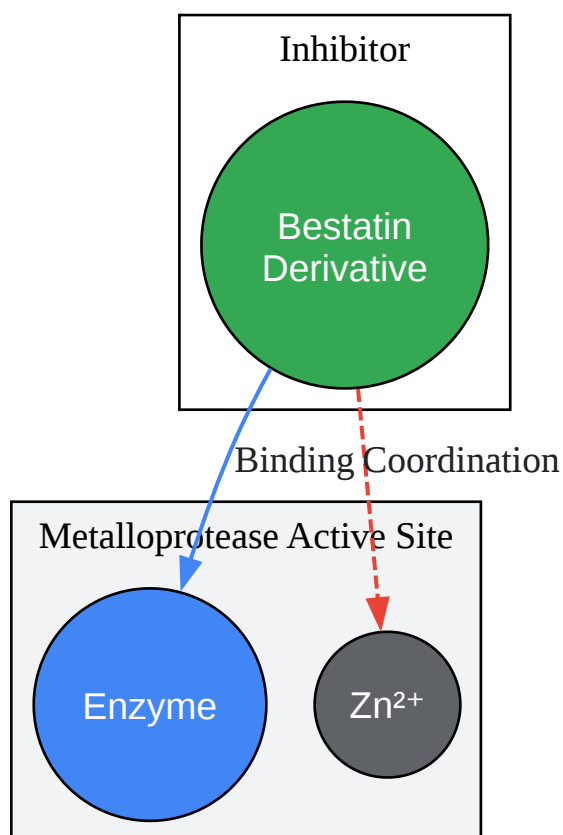 Inhibitor
Bestatin
Derivative
Binding Coordination
Metalloprotease Active Site
Enzyme
Zn²⁺